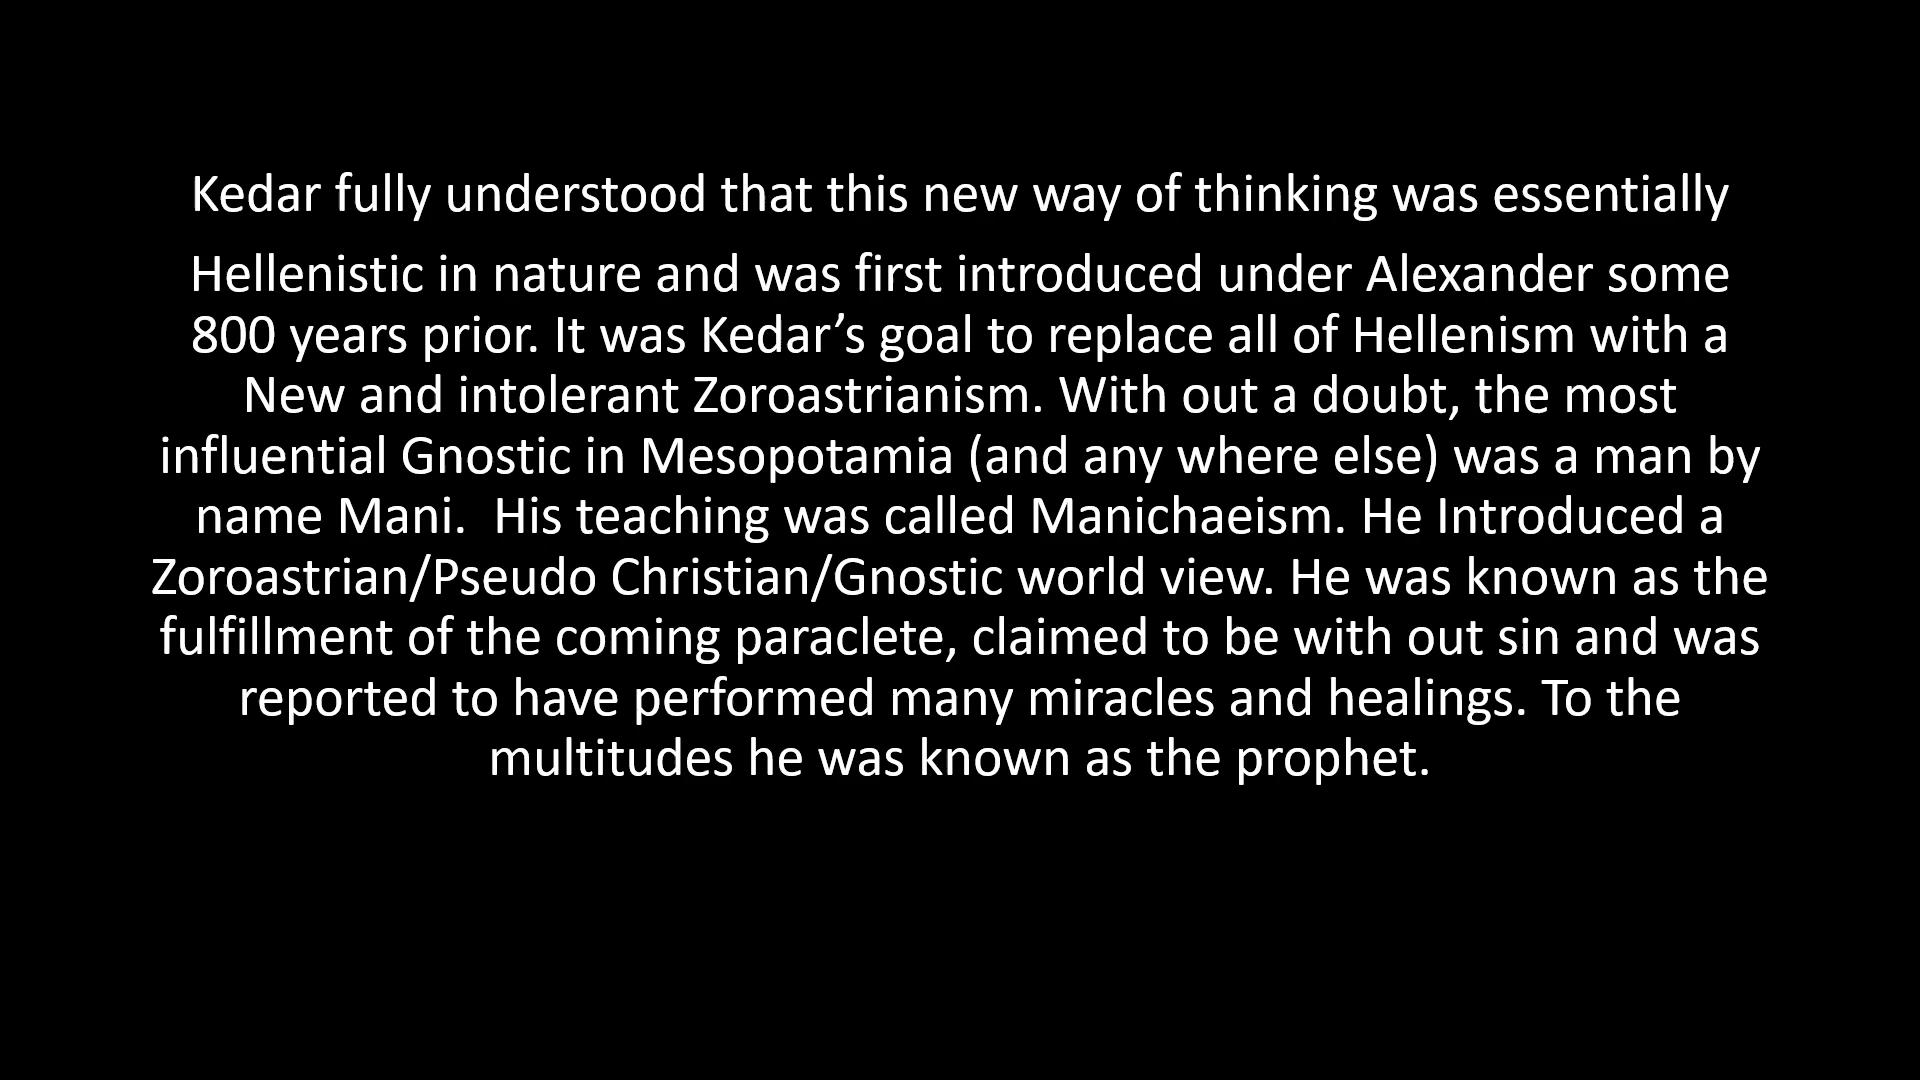 Kedar fully understood that this new way of thinking was essentially
Hellenistic in nature and was first introduced under Alexander some
800 years prior. It was Kedar’s goal to replace all of Hellenism with a
New and intolerant Zoroastrianism. With out a doubt, the most
influential Gnostic in Mesopotamia (and any where else) was a man by
name Mani.  His teaching was called Manichaeism. He Introduced a
Zoroastrian/Pseudo Christian/Gnostic world view. He was known as the
fulfillment of the coming paraclete, claimed to be with out sin and was
reported to have performed many miracles and healings. To the
multitudes he was known as the prophet.